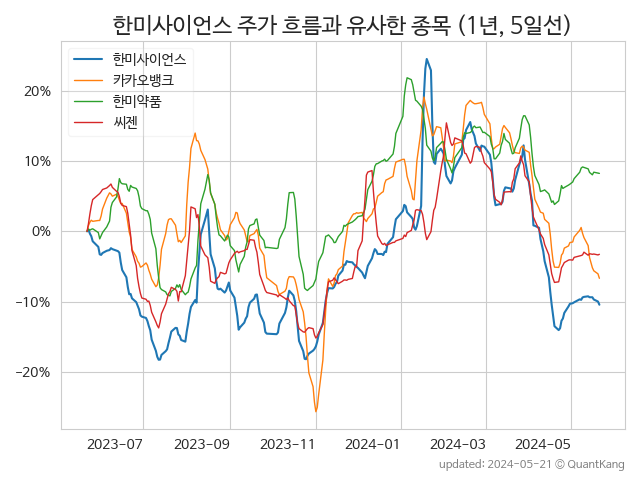 한미사이언스 주가 흐름과 유사한 종목 (1년, 5일선)
한미사이언스
카카오뱅크
한미약품
씨젠
20%
10%
0%
−10%
−20%
2023-07
2023-09
2023-11
2024-01
2024-03
2024-05
updated: 2024-05-21 © QuantKang